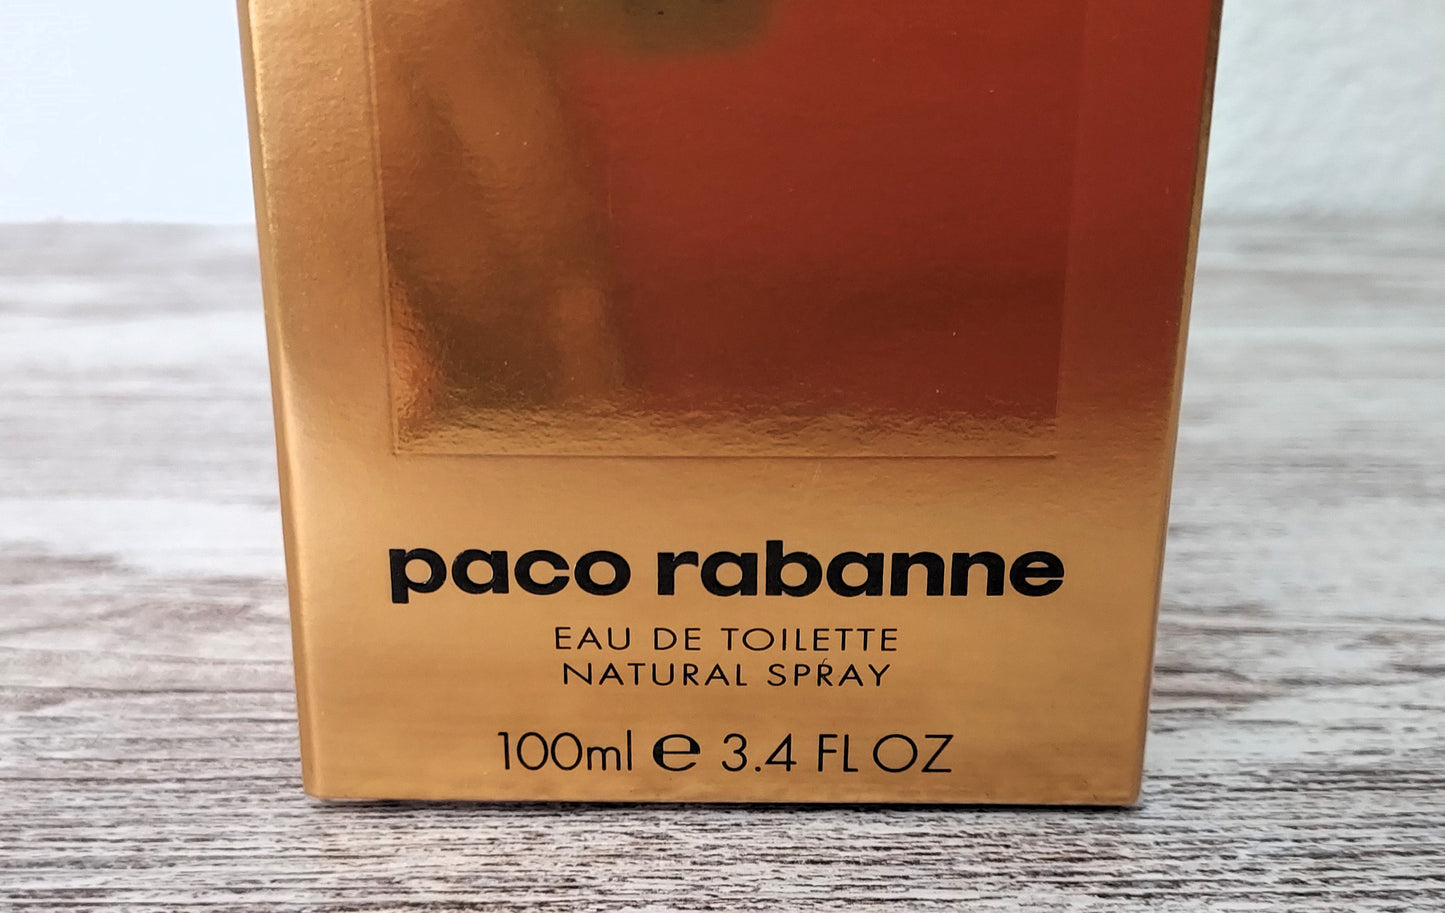 paco rabanne
EAU DE TOILETTE
NATURAL SPRAY
100ml e 3.4 FL OZ